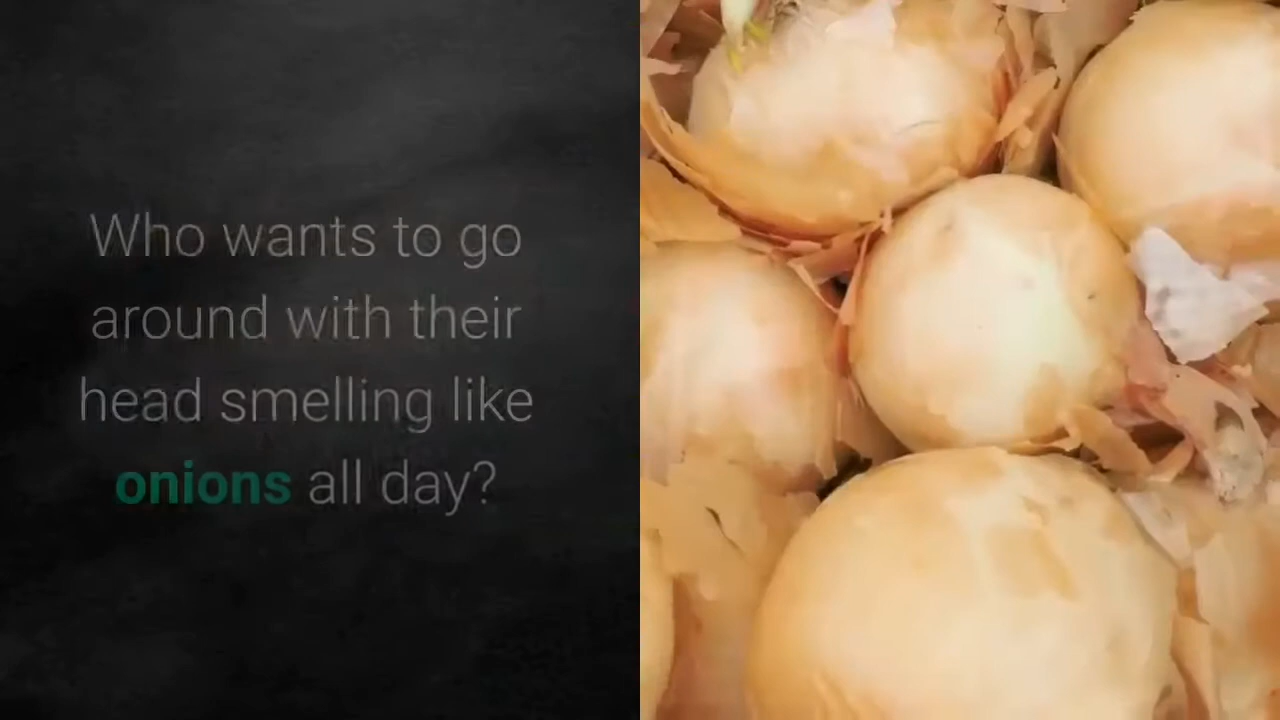 Who wants to go
around with their
head smelling like
onions all day?